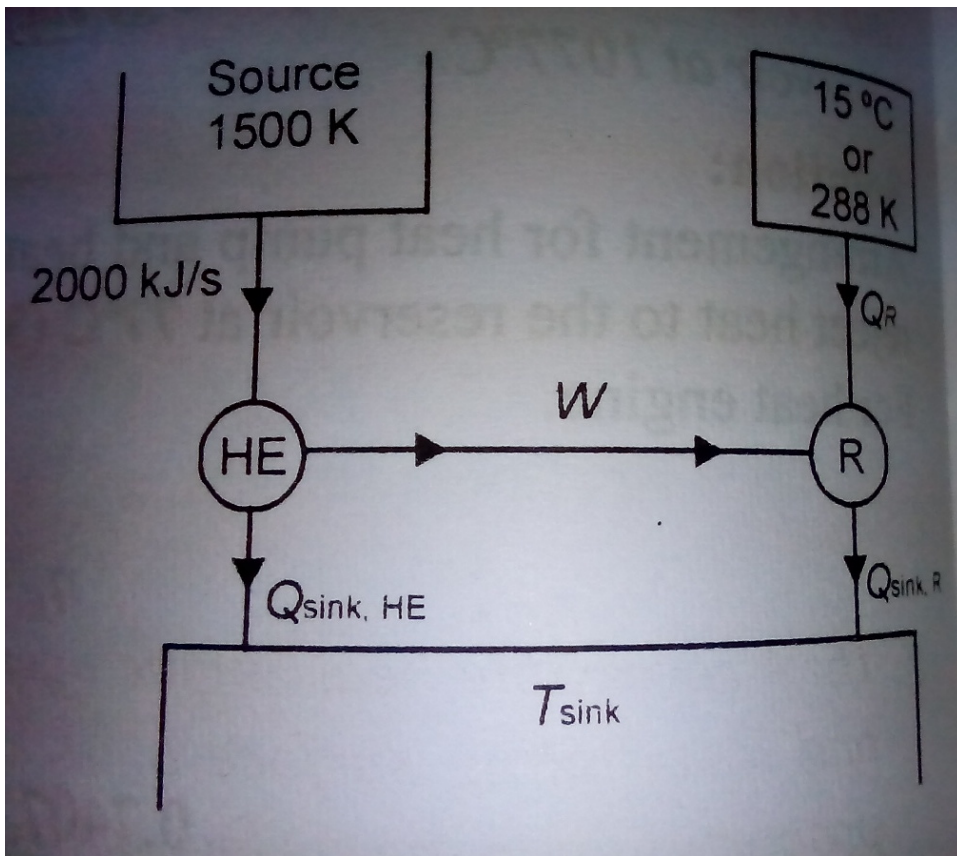 Source
1500 K
15 °C
or
288 K
2000 kJ/s
QR
W
HE
R
Qsink, HE
Qsink, R
Tsink